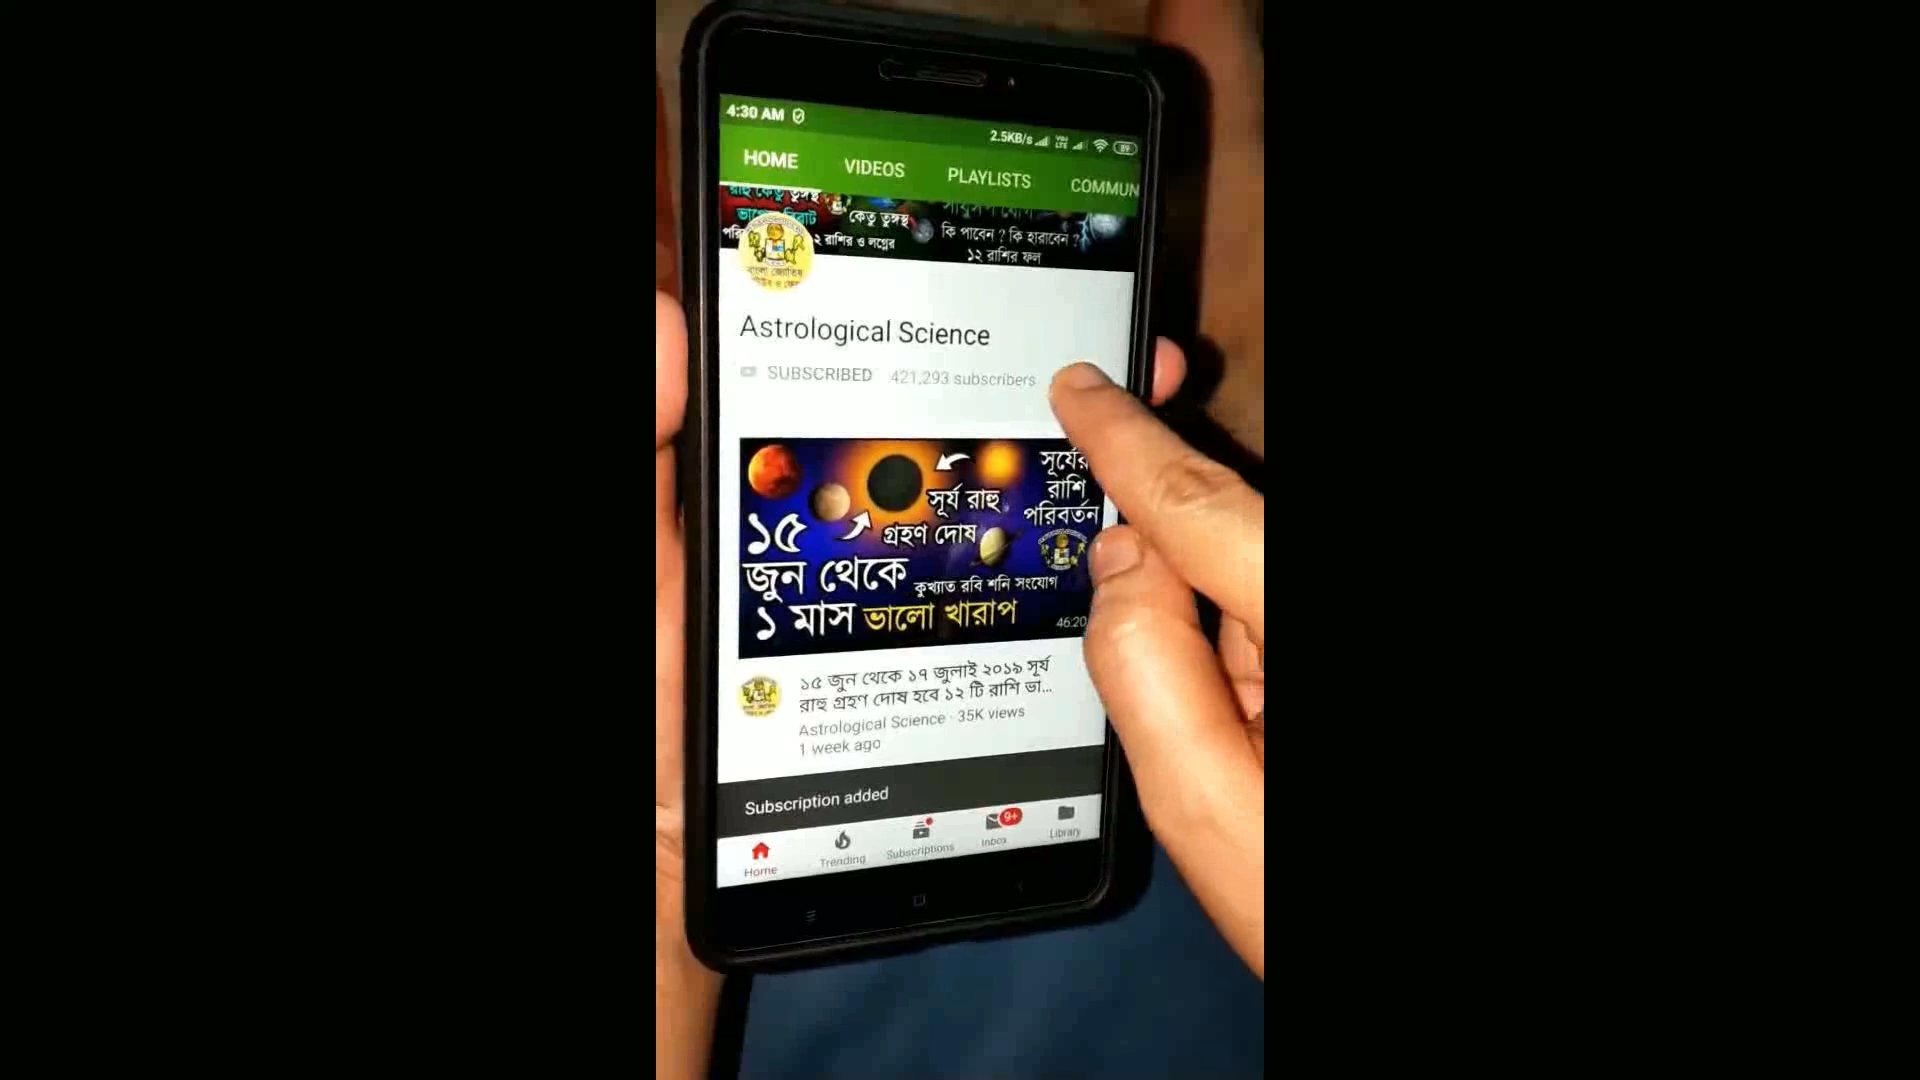 4:30 AM
2.5KB/s
89
HOME VIDEOS PLAYLISTS COMMUN
রাহু কেতু তুঙ্গস্থ
কেতু তুঙ্গস্থ
২ রাশির ও লগ্নের
কি পাবেন ? কি হারাবেন ?
১২ রাশির ফল
Astrological Science
SUBSCRIBED 421,293 subscribers
সূর্যের
রাশি
পরিবর্তন
সূর্য রাহু
গ্রহণ দোষ
১৫
জুন থেকে
কুখ্যাত রবি শনি সংযোগ
১ মাস ভালো খারাপ
46:20
১৫ জুন থেকে ১৭ জুলাই ২০১৯ সূর্য
রাহু গ্রহণ দোষ হবে ১২ টি রাশি ভা...
Astrological Science · 35K views
1 week ago
Subscription added
9+
Home Trending Subscriptions Inbox Library